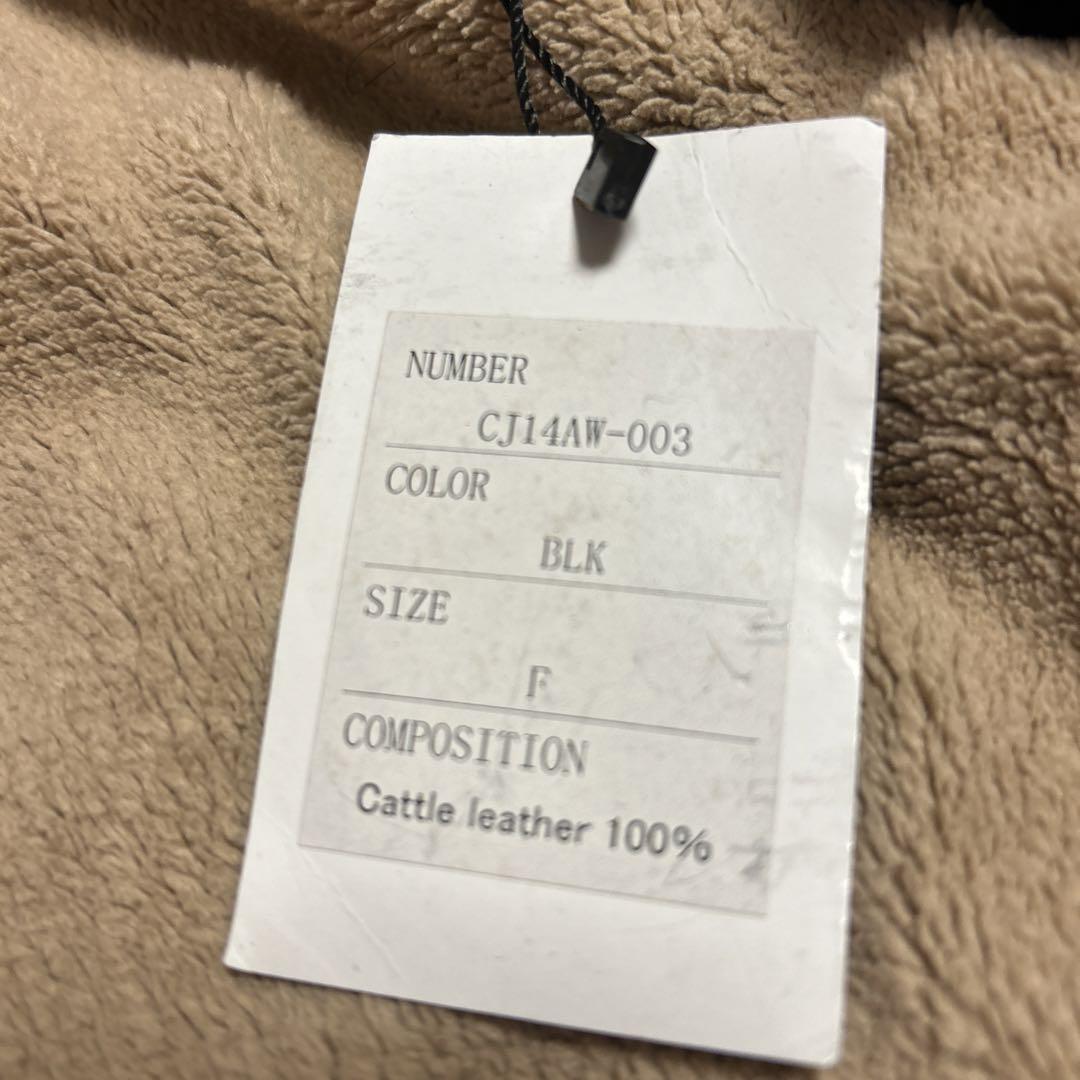 NUMBER
CJ14AW-003
COLOR
BLK
SIZE
F
COMPOSITION
Cattle leather 100%